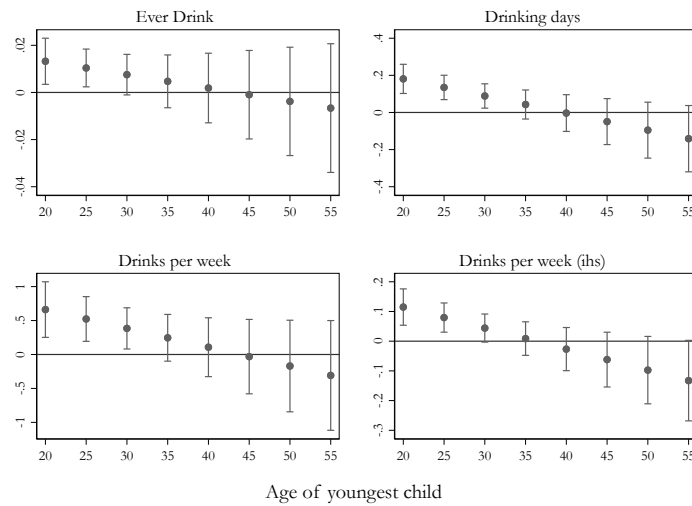 Ever Drink
.02
0
-.02
-.04
20 25 30 35 40 45 50 55
Drinking days
.4
.2
0
-.2
-.4
20 25 30 35 40 45 50 55
Drinks per week
1
.5
0
-.5
-1
20 25 30 35 40 45 50 55
Drinks per week (ihs)
.2
.1
0
-.1
-.2
-.3
20 25 30 35 40 45 50 55
Age of youngest child